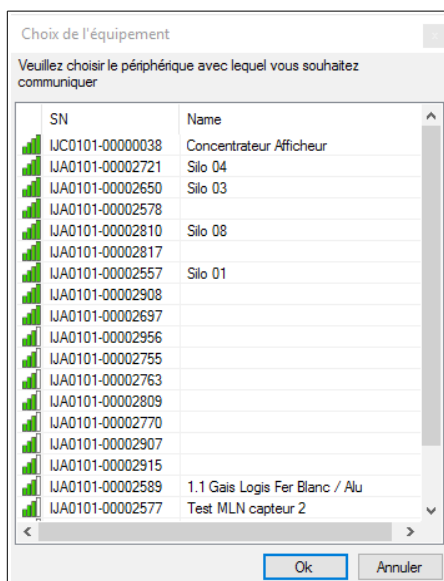 Choix de l'équipement
x
Veuillez choisir le périphérique avec lequel vous souhaitez
communiquer
SN Name
IJC0101-00000038 Concentrateur Afficheur
IJA0101-00002721 Silo 04
IJA0101-00002650 Silo 03
IJA0101-00002578
IJA0101-00002810 Silo 08
IJA0101-00002817
IJA0101-00002557 Silo 01
IJA0101-00002908
IJA0101-00002697
IJA0101-00002956
IJA0101-00002755
IJA0101-00002763
IJA0101-00002809
IJA0101-00002770
IJA0101-00002907
IJA0101-00002915
IJA0101-00002589 1.1 Gais Logis Fer Blanc / Alu
IJA0101-00002577 Test MLN capteur 2
Ok Annuler